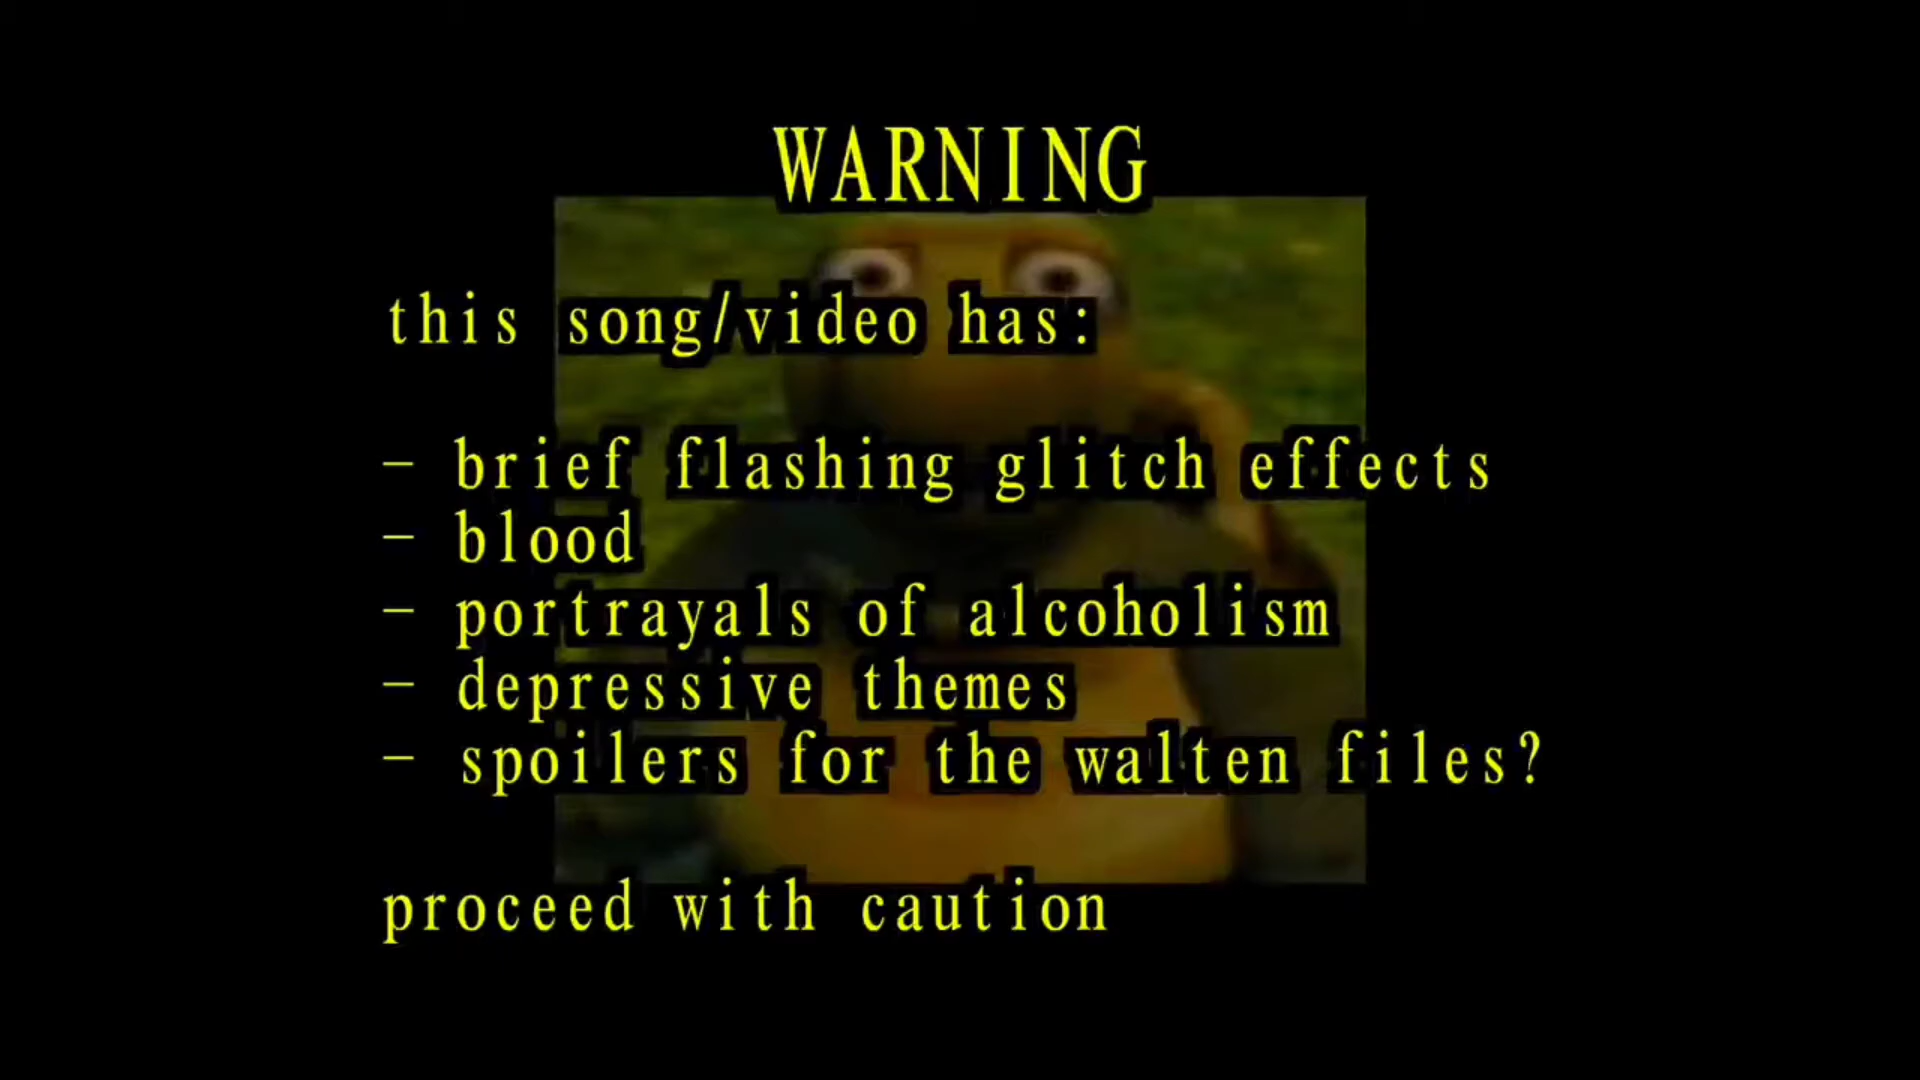 WARNING
this song/video has:
- brief flashing glitch effects
- blood
- portrayals of alcoholism
- depressive themes
- spoilers for the walten files?
proceed with caution